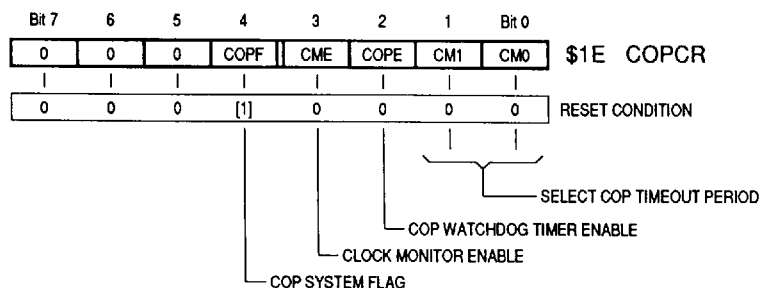 Bit 7 6 5 4 3 2 1 Bit 0
0 0 0 COPF CME COPE CM1 CM0 $1E COPCR
0 0 0 [1] 0 0 0 0 RESET CONDITION
SELECT COP TIMEOUT PERIOD
COP WATCHDOG TIMER ENABLE
CLOCK MONITOR ENABLE
COP SYSTEM FLAG